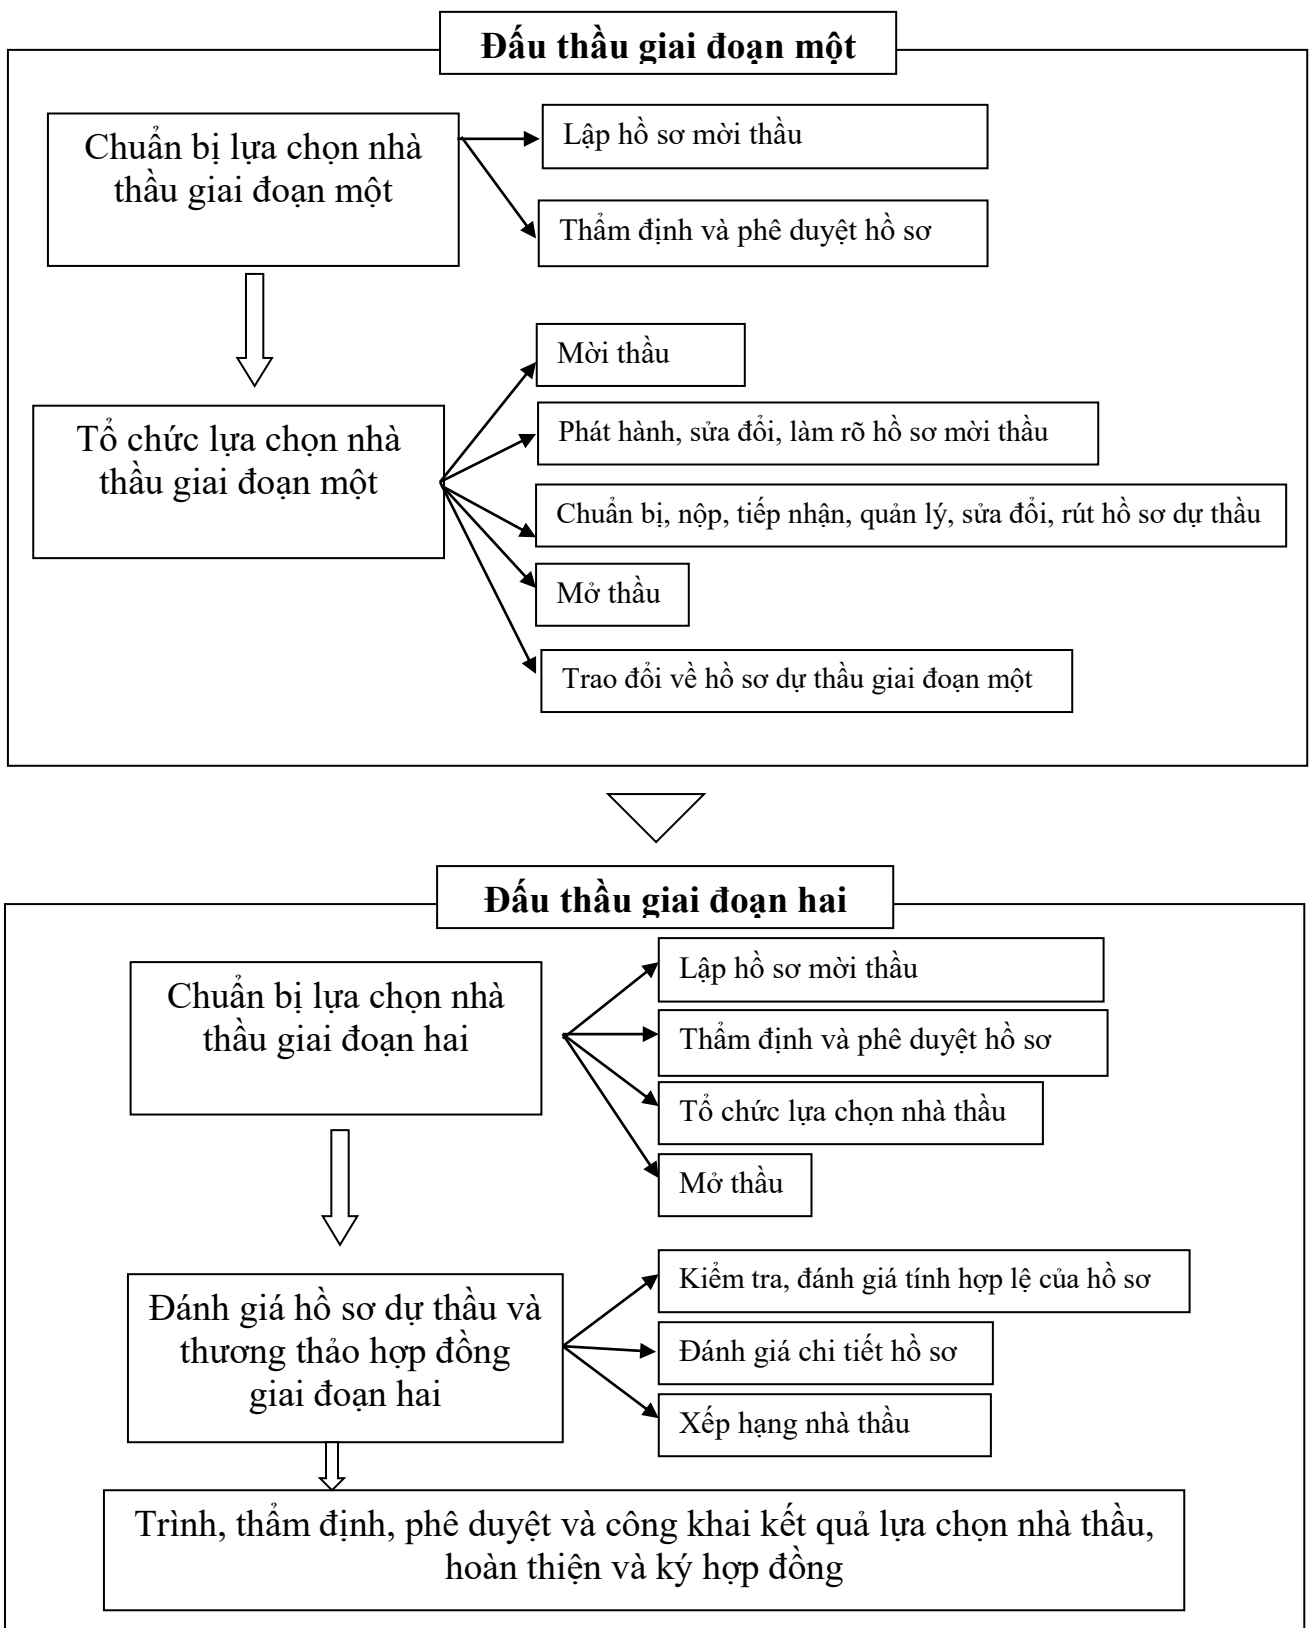 Đấu thầu giai đoạn một
Chuẩn bị lựa chọn nhà
thầu giai đoạn một
Lập hồ sơ mời thầu
Thẩm định và phê duyệt hồ sơ
Tổ chức lựa chọn nhà
thầu giai đoạn một
Mời thầu
Phát hành, sửa đổi, làm rõ hồ sơ mời thầu
Chuẩn bị, nộp, tiếp nhận, quản lý, sửa đổi, rút hồ sơ dự thầu
Mở thầu
Trao đổi về hồ sơ dự thầu giai đoạn một
Đấu thầu giai đoạn hai
Chuẩn bị lựa chọn nhà
thầu giai đoạn hai
Lập hồ sơ mời thầu
Thẩm định và phê duyệt hồ sơ
Tổ chức lựa chọn nhà thầu
Mở thầu
Đánh giá hồ sơ dự thầu và
thương thảo hợp đồng
giai đoạn hai
Kiểm tra, đánh giá tính hợp lệ của hồ sơ
Đánh giá chi tiết hồ sơ
Xếp hạng nhà thầu
Trình, thẩm định, phê duyệt và công khai kết quả lựa chọn nhà thầu,
hoàn thiện và ký hợp đồng